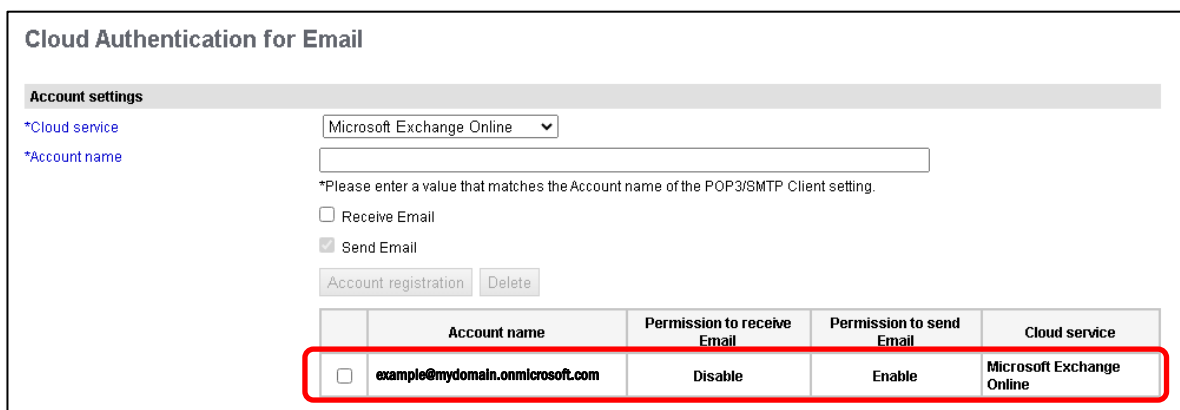 Cloud Authentication for Email
Account settings
*Cloud service
Microsoft Exchange Online
*Account name
*Please enter a value that matches the Account name of the POP3/SMTP Client setting.
Receive Email
Send Email
Account registration Delete
Account name Permission to receive Email Permission to send Email Cloud service
example@mydomain.onmicrosoft.com Disable Enable Microsoft Exchange Online